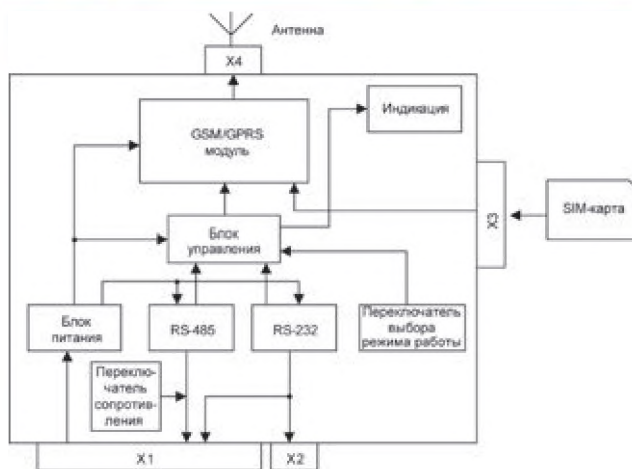 Антенна
X4
GSM/GPRS
модуль
Индикация
X3
SIM-карта
Блок
управления
Блок
питания
RS-485
RS-232
Переключатель
выбора
режима работы
Переклю-
чатель
сопротив-
ления
X1
X2